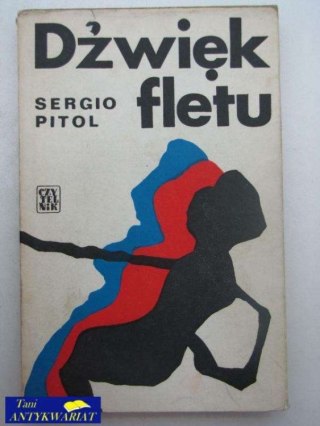 Dźwięk
SERGIO
PITOL
fletu
CZY
TEL
NIK
Tani
ANTYKWARIAT